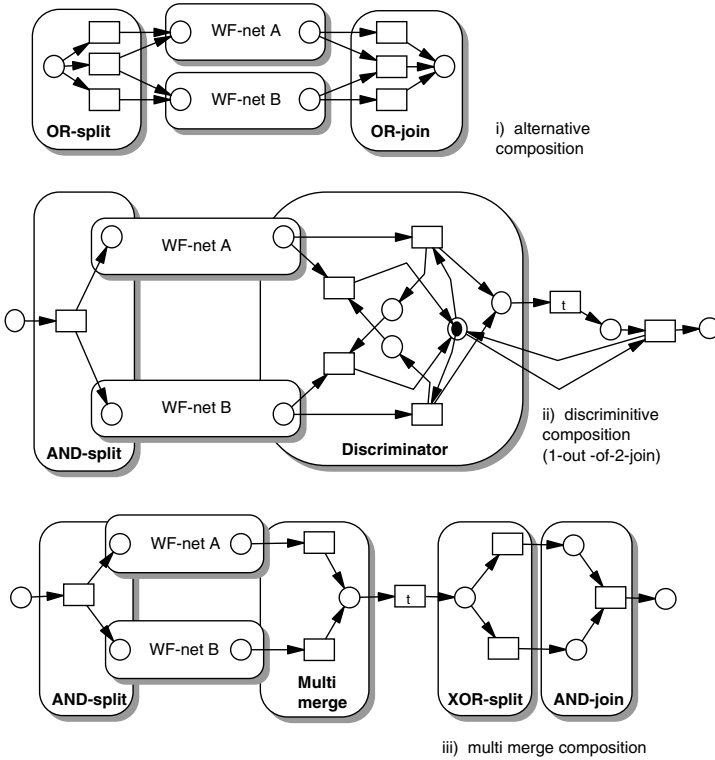 WF-net A
WF-net B
OR-split
OR-join
i) alternative
composition
WF-net A
t
WF-net B
AND-split
Discriminator
ii) discriminitive
composition
(1-out -of-2-join)
WF-net A
t
WF-net B
AND-split
Multi
merge
XOR-split
AND-join
iii) multi merge composition